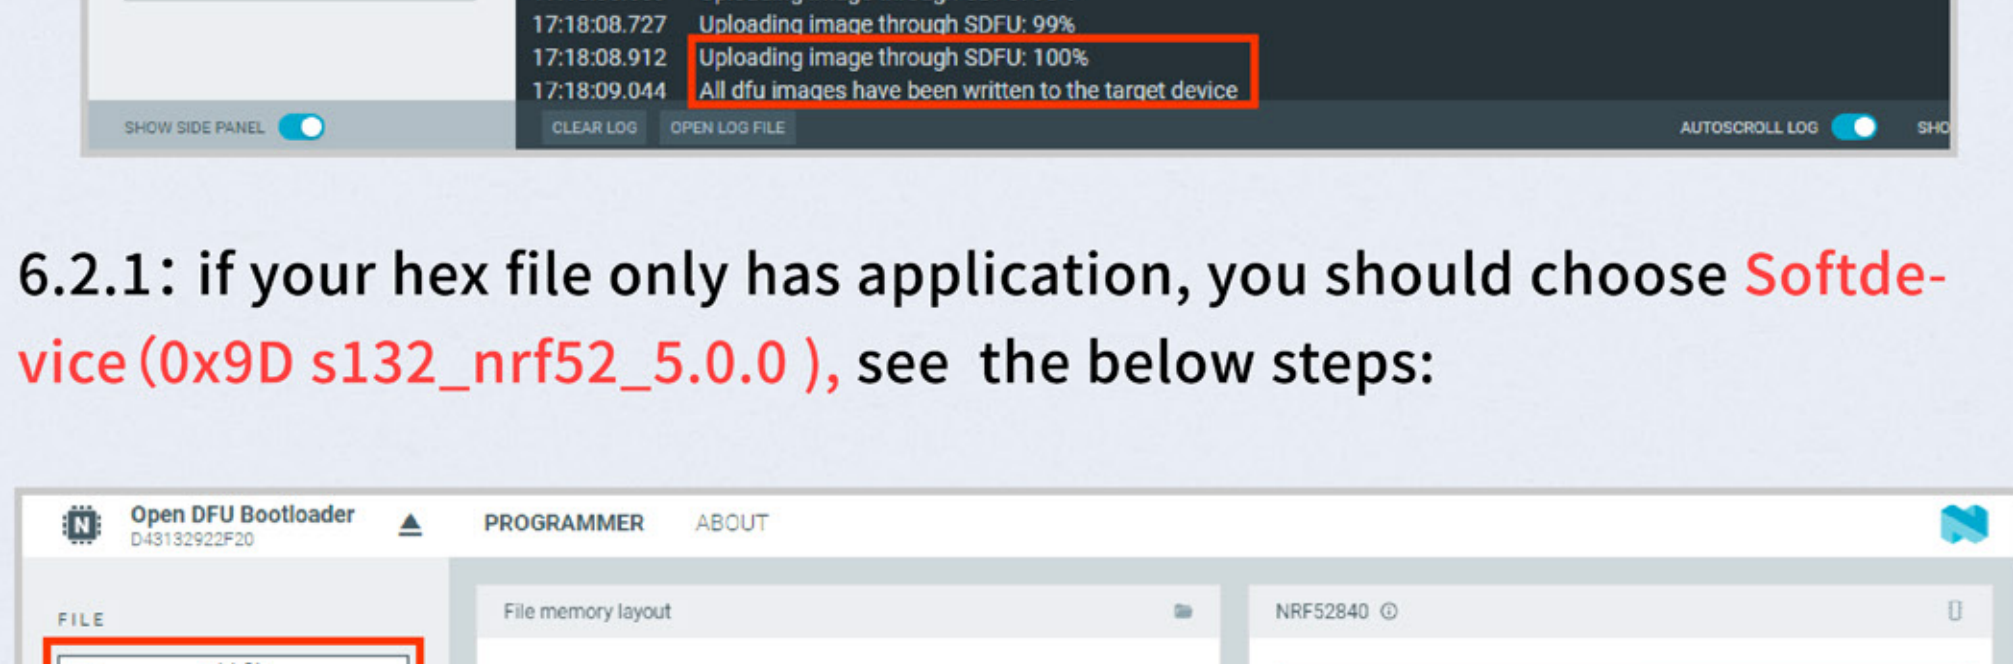 17:18:08.727 Uploading image through SDFU: 99%
17:18:08.912 Uploading image through SDFU: 100%
17:18:09.044 All dfu images have been written to the target device
SHOW SIDE PANEL CLEAR LOG OPEN LOG FILE AUTOSCROLL LOG SHO
6.2.1: if your hex file only has application, you should choose Softde-
vice (0x9D s132_nrf52_5.0.0 ), see the below steps:
Open DFU Bootloader PROGRAMMER ABOUT
D43132922F20
FILE File memory layout NRF52840